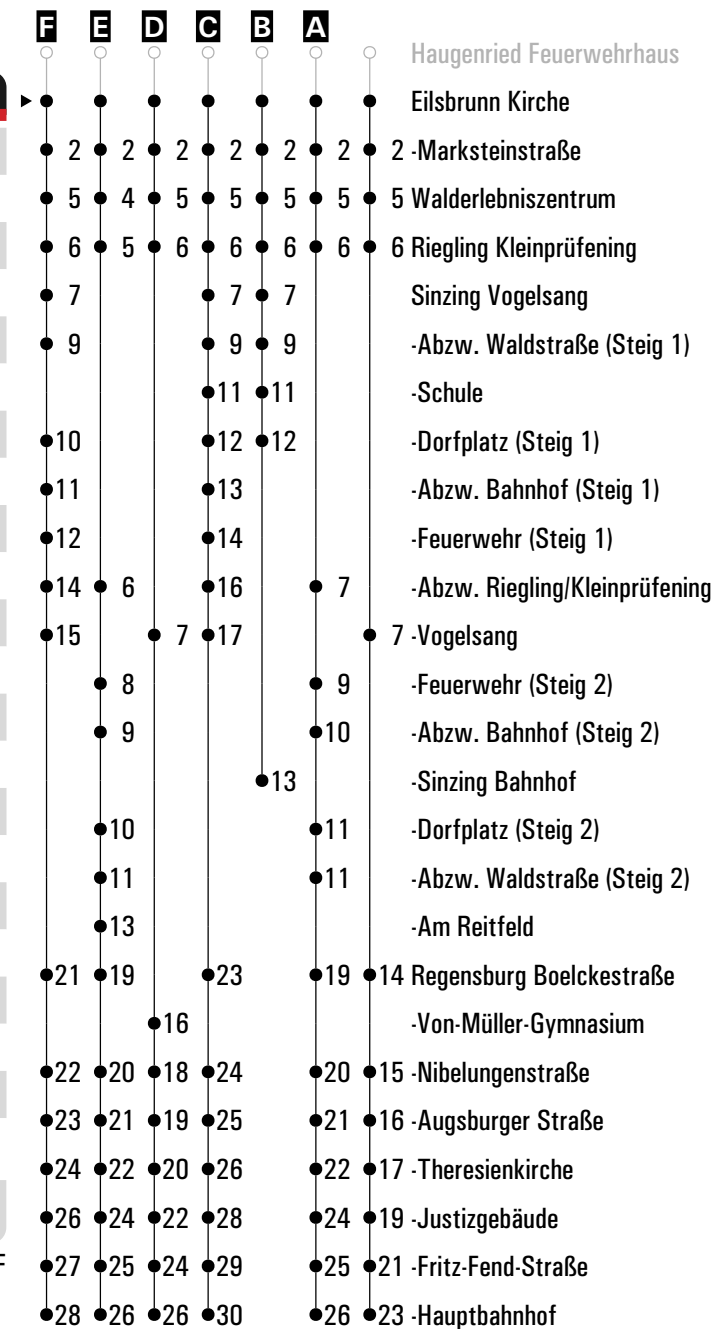 F E D C B A
Haugenried Feuerwehrhaus
Eilsbrunn Kirche
2 2 2 2 2 2 2 -Marksteinstraße
5 4 5 5 5 5 5 Walderlebniszentrum
6 5 6 6 6 6 6 Riegling Kleinprüfening
7 7 7 Sinzing Vogelsang
9 9 9 -Abzw. Waldstraße (Steig 1)
11 11 -Schule
10 12 12 -Dorfplatz (Steig 1)
11 13 -Abzw. Bahnhof (Steig 1)
12 14 -Feuerwehr (Steig 1)
14 6 16 7 -Abzw. Riegling/Kleinprüfening
15 7 17 7 -Vogelsang
8 9 -Feuerwehr (Steig 2)
9 10 -Abzw. Bahnhof (Steig 2)
13 -Sinzing Bahnhof
10 11 -Dorfplatz (Steig 2)
11 11 -Abzw. Waldstraße (Steig 2)
13 -Am Reitfeld
21 19 23 19 14 Regensburg Boelckestraße
16 -Von-Müller-Gymnasium
22 20 18 24 20 15 -Nibelungenstraße
23 21 19 25 21 16 -Augsburger Straße
24 22 20 26 22 17 -Theresienkirche
26 24 22 28 24 19 -Justizgebäude
27 25 24 29 25 21 -Fritz-Fend-Straße
28 26 26 30 26 23 -Hauptbahnhof